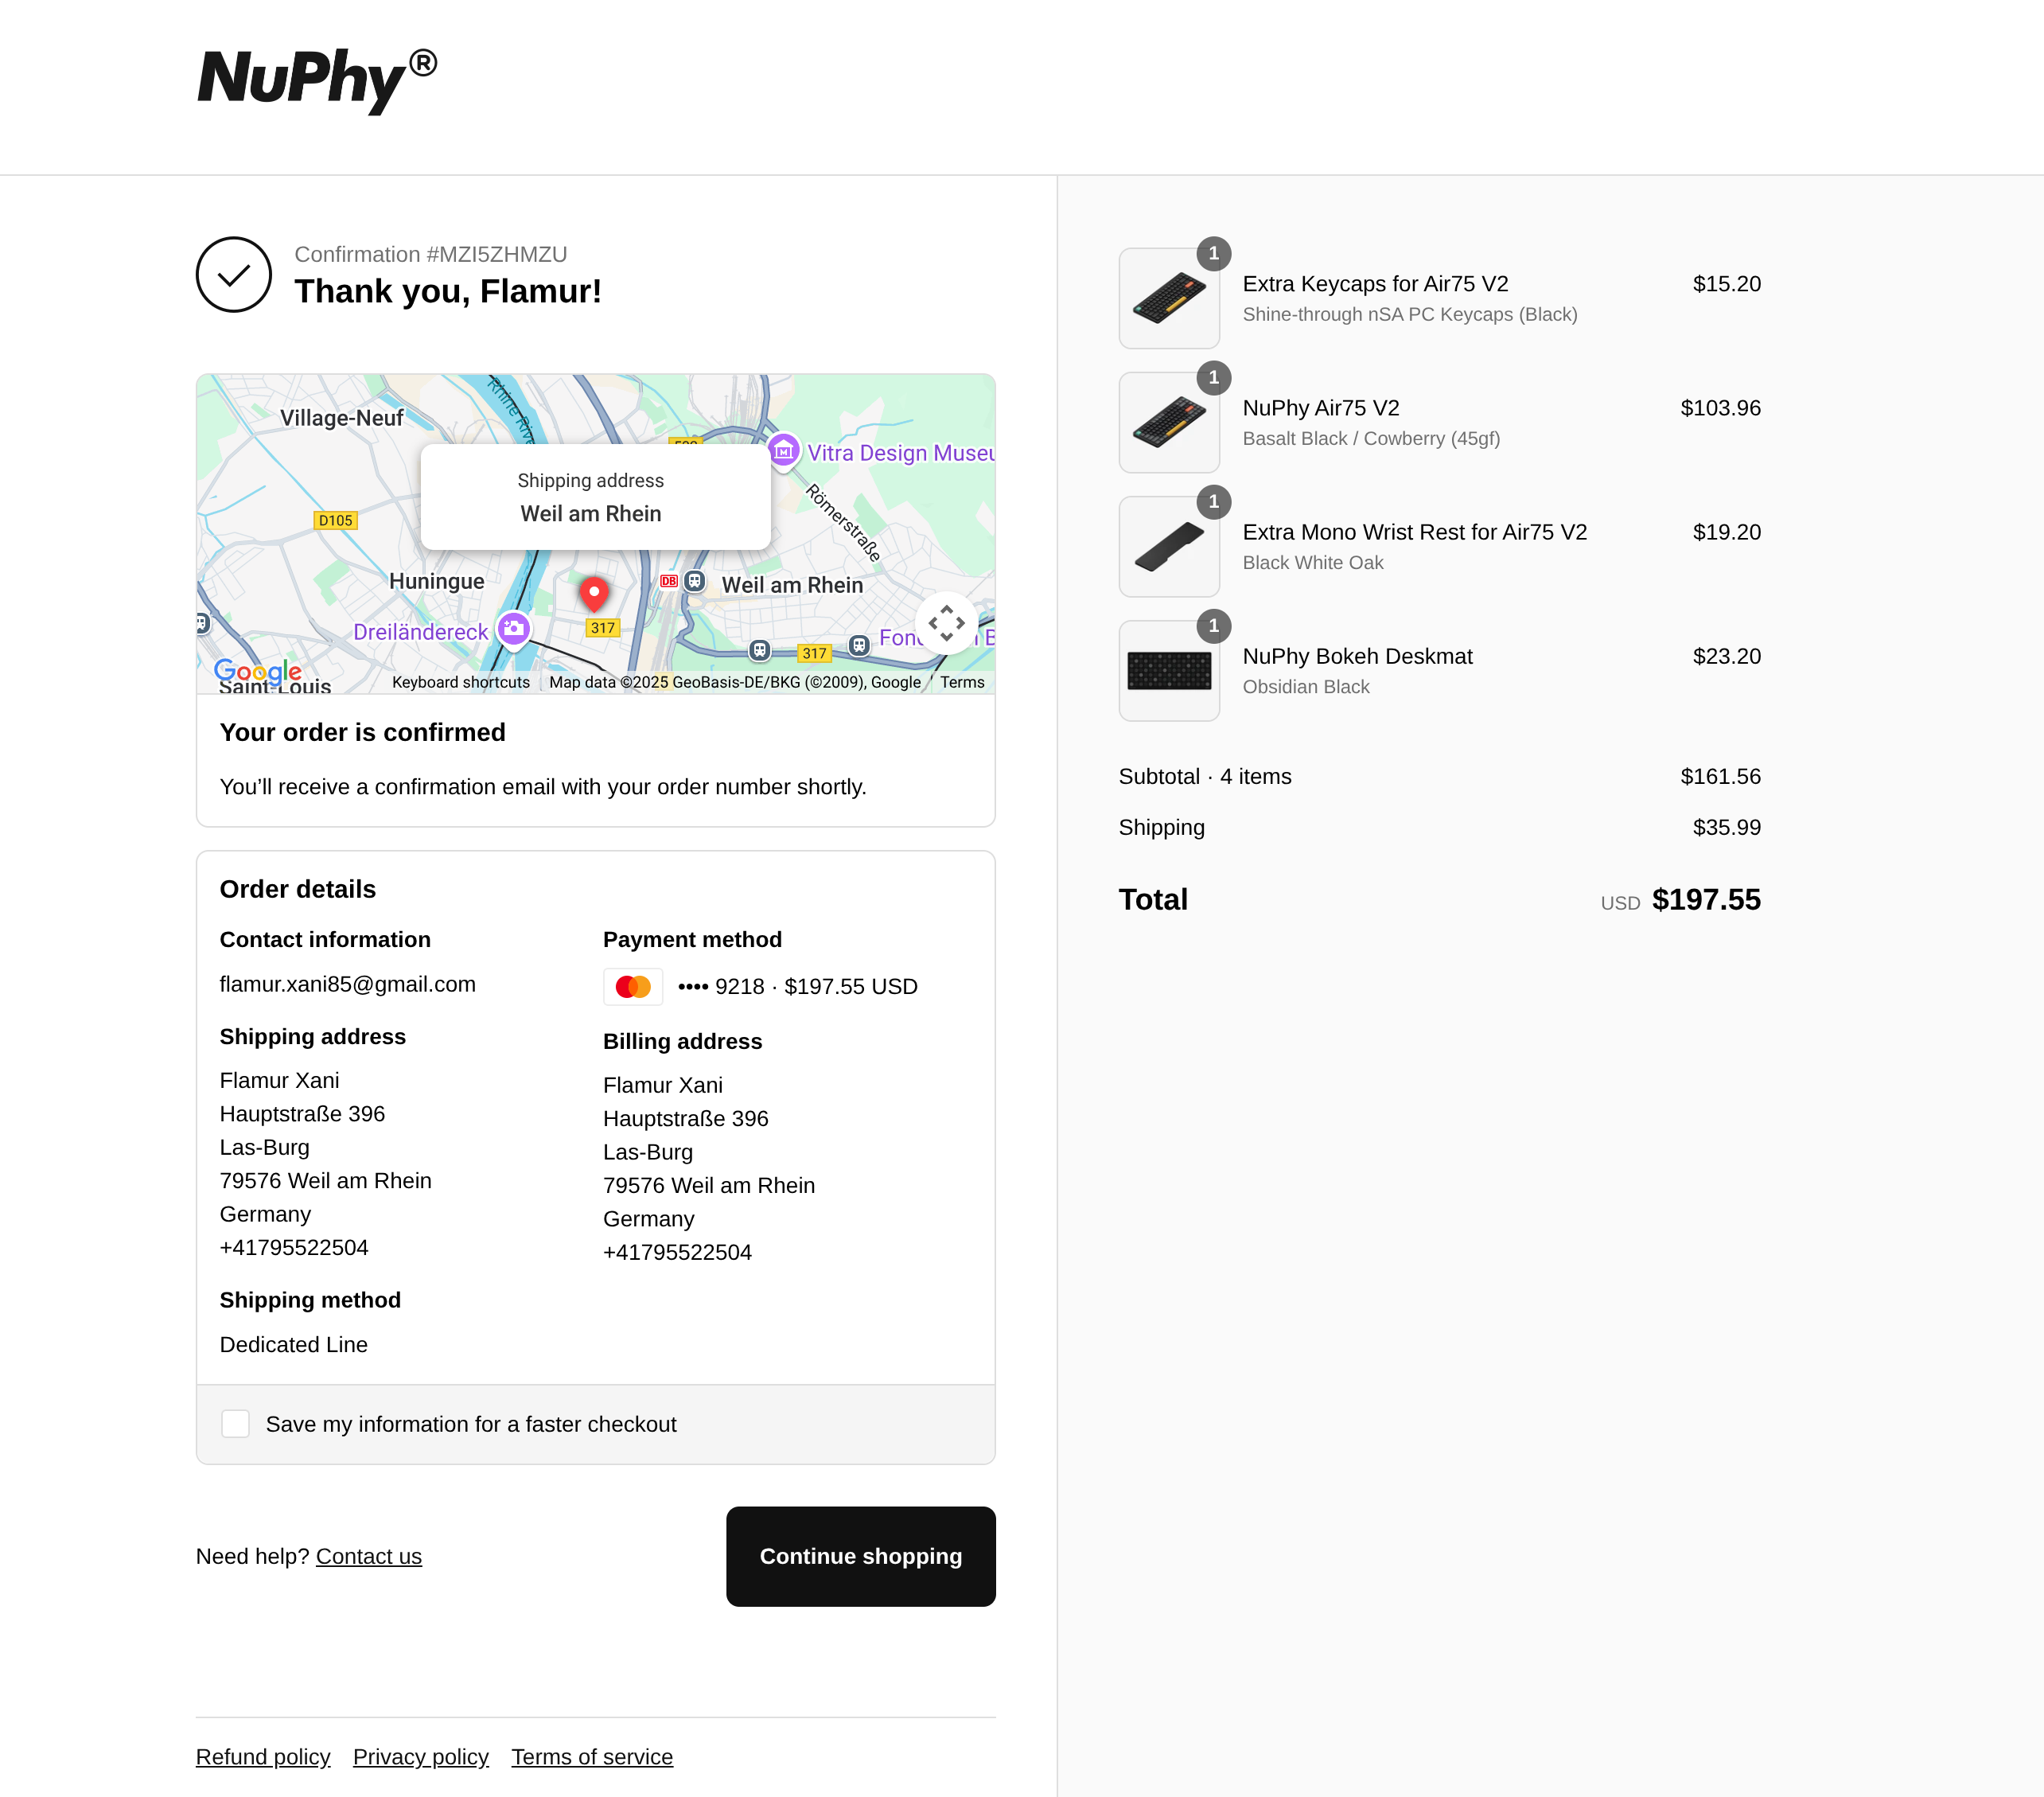 NuPhy®
Confirmation #MZI5ZHMZU
Thank you, Flamur!
Rhine Rive
Village-Neuf
Vitra Design Museu
Shipping address
Weil am Rhein
Römerstraße
D105
Huningue
DB
Weil am Rhein
Dreiländereck
317
317
Google
Saint-Louis
Keyboard shortcuts
Map data ©2025 GeoBasis-DE/BKG (©2009), Google
Terms
Your order is confirmed
You’ll receive a confirmation email with your order number shortly.
Order details
Contact information
flamur.xani85@gmail.com
Shipping address
Flamur Xani
Hauptstraße 396
Las-Burg
79576 Weil am Rhein
Germany
+41795522504
Shipping method
Dedicated Line
Payment method
•••• 9218 · $197.55 USD
Billing address
Flamur Xani
Hauptstraße 396
Las-Burg
79576 Weil am Rhein
Germany
+41795522504
Save my information for a faster checkout
Need help? Contact us
Continue shopping
Refund policy Privacy policy Terms of service
1
Extra Keycaps for Air75 V2 $15.20
Shine-through nSA PC Keycaps (Black)
1
NuPhy Air75 V2 $103.96
Basalt Black / Cowberry (45gf)
1
Extra Mono Wrist Rest for Air75 V2 $19.20
Black White Oak
1
NuPhy Bokeh Deskmat $23.20
Obsidian Black
Subtotal · 4 items $161.56
Shipping $35.99
Total USD $197.55